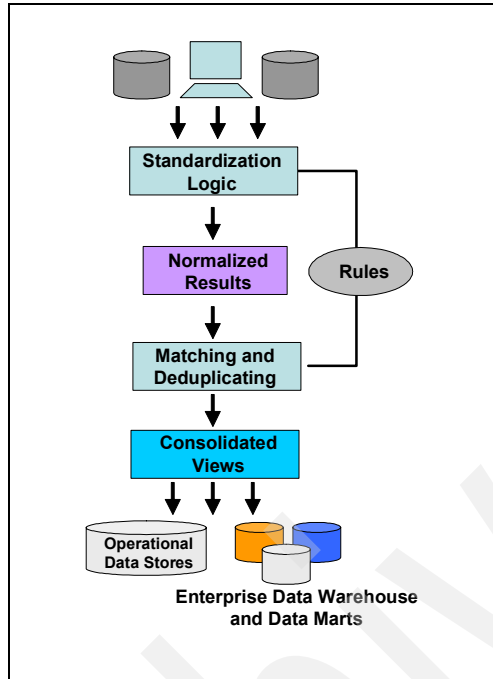 Standardization
Logic
Normalized
Results
Rules
Matching and
Deduplicating
Consolidated
Views
Operational
Data Stores
Enterprise Data Warehouse
and Data Marts